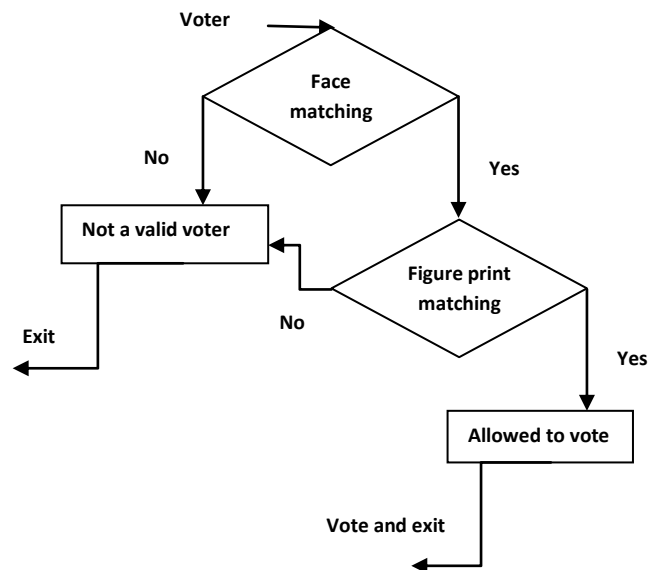 Voter
Face
matching
No
Yes
Not a valid voter
Figure print
matching
No
Exit
Yes
Allowed to vote
Vote and exit